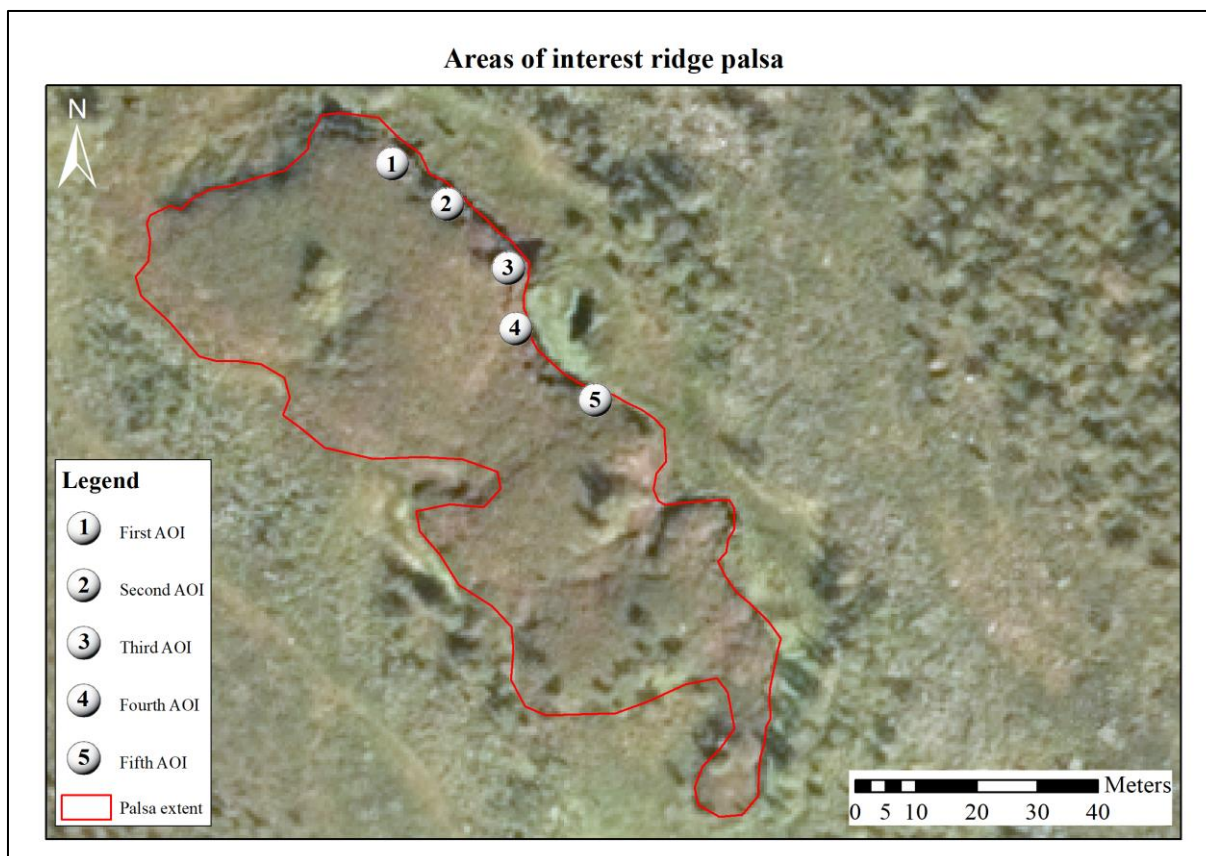 Areas of interest ridge palsa
N
1
2
3
4
5
Legend
1 First AOI
2 Second AOI
3 Third AOI
4 Fourth AOI
5 Fifth AOI
Palsa extent
Meters
0 5 10 20 30 40